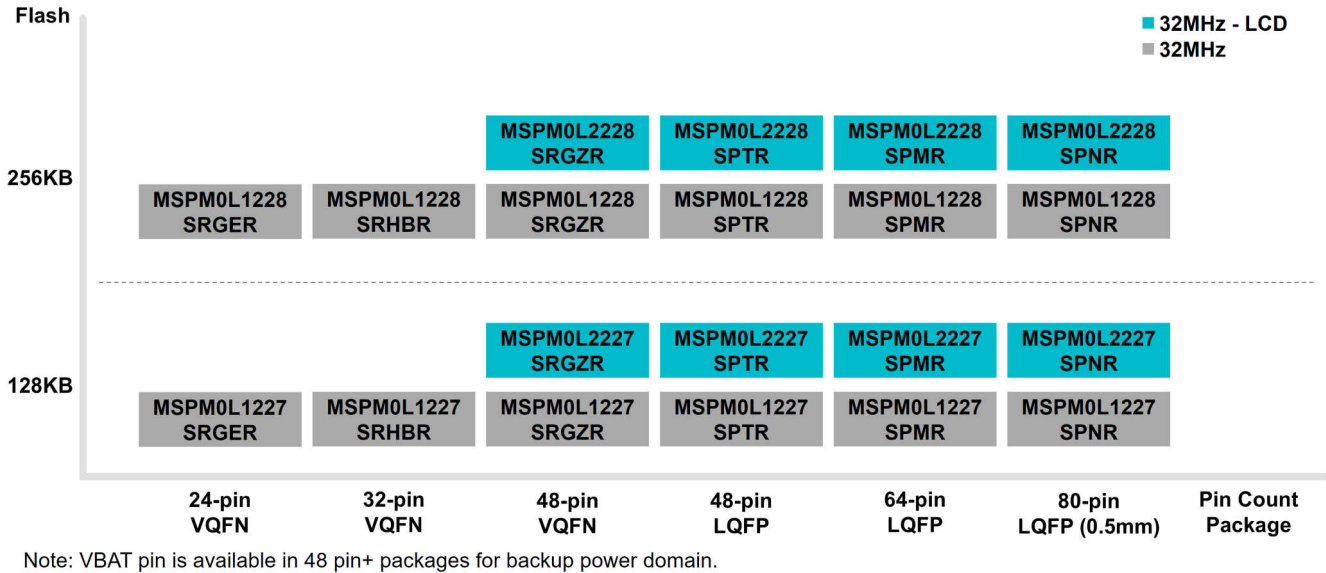 Flash
32MHz - LCD
32MHz
MSPM0L2228 MSPM0L2228 MSPM0L2228 MSPM0L2228
SRGZR SPTR SPMR SPNR
256KB
MSPM0L1228 MSPM0L1228 MSPM0L1228 MSPM0L1228 MSPM0L1228 MSPM0L1228
SRGER SRHBR SRGZR SPTR SPMR SPNR
MSPM0L2227 MSPM0L2227 MSPM0L2227 MSPM0L2227
SRGZR SPTR SPMR SPNR
128KB
MSPM0L1227 MSPM0L1227 MSPM0L1227 MSPM0L1227 MSPM0L1227 MSPM0L1227
SRGER SRHBR SRGZR SPTR SPMR SPNR
24-pin 32-pin 48-pin 48-pin 64-pin 80-pin Pin Count
VQFN VQFN VQFN LQFP LQFP LQFP (0.5mm) Package
Note: VBAT pin is available in 48 pin+ packages for backup power domain.